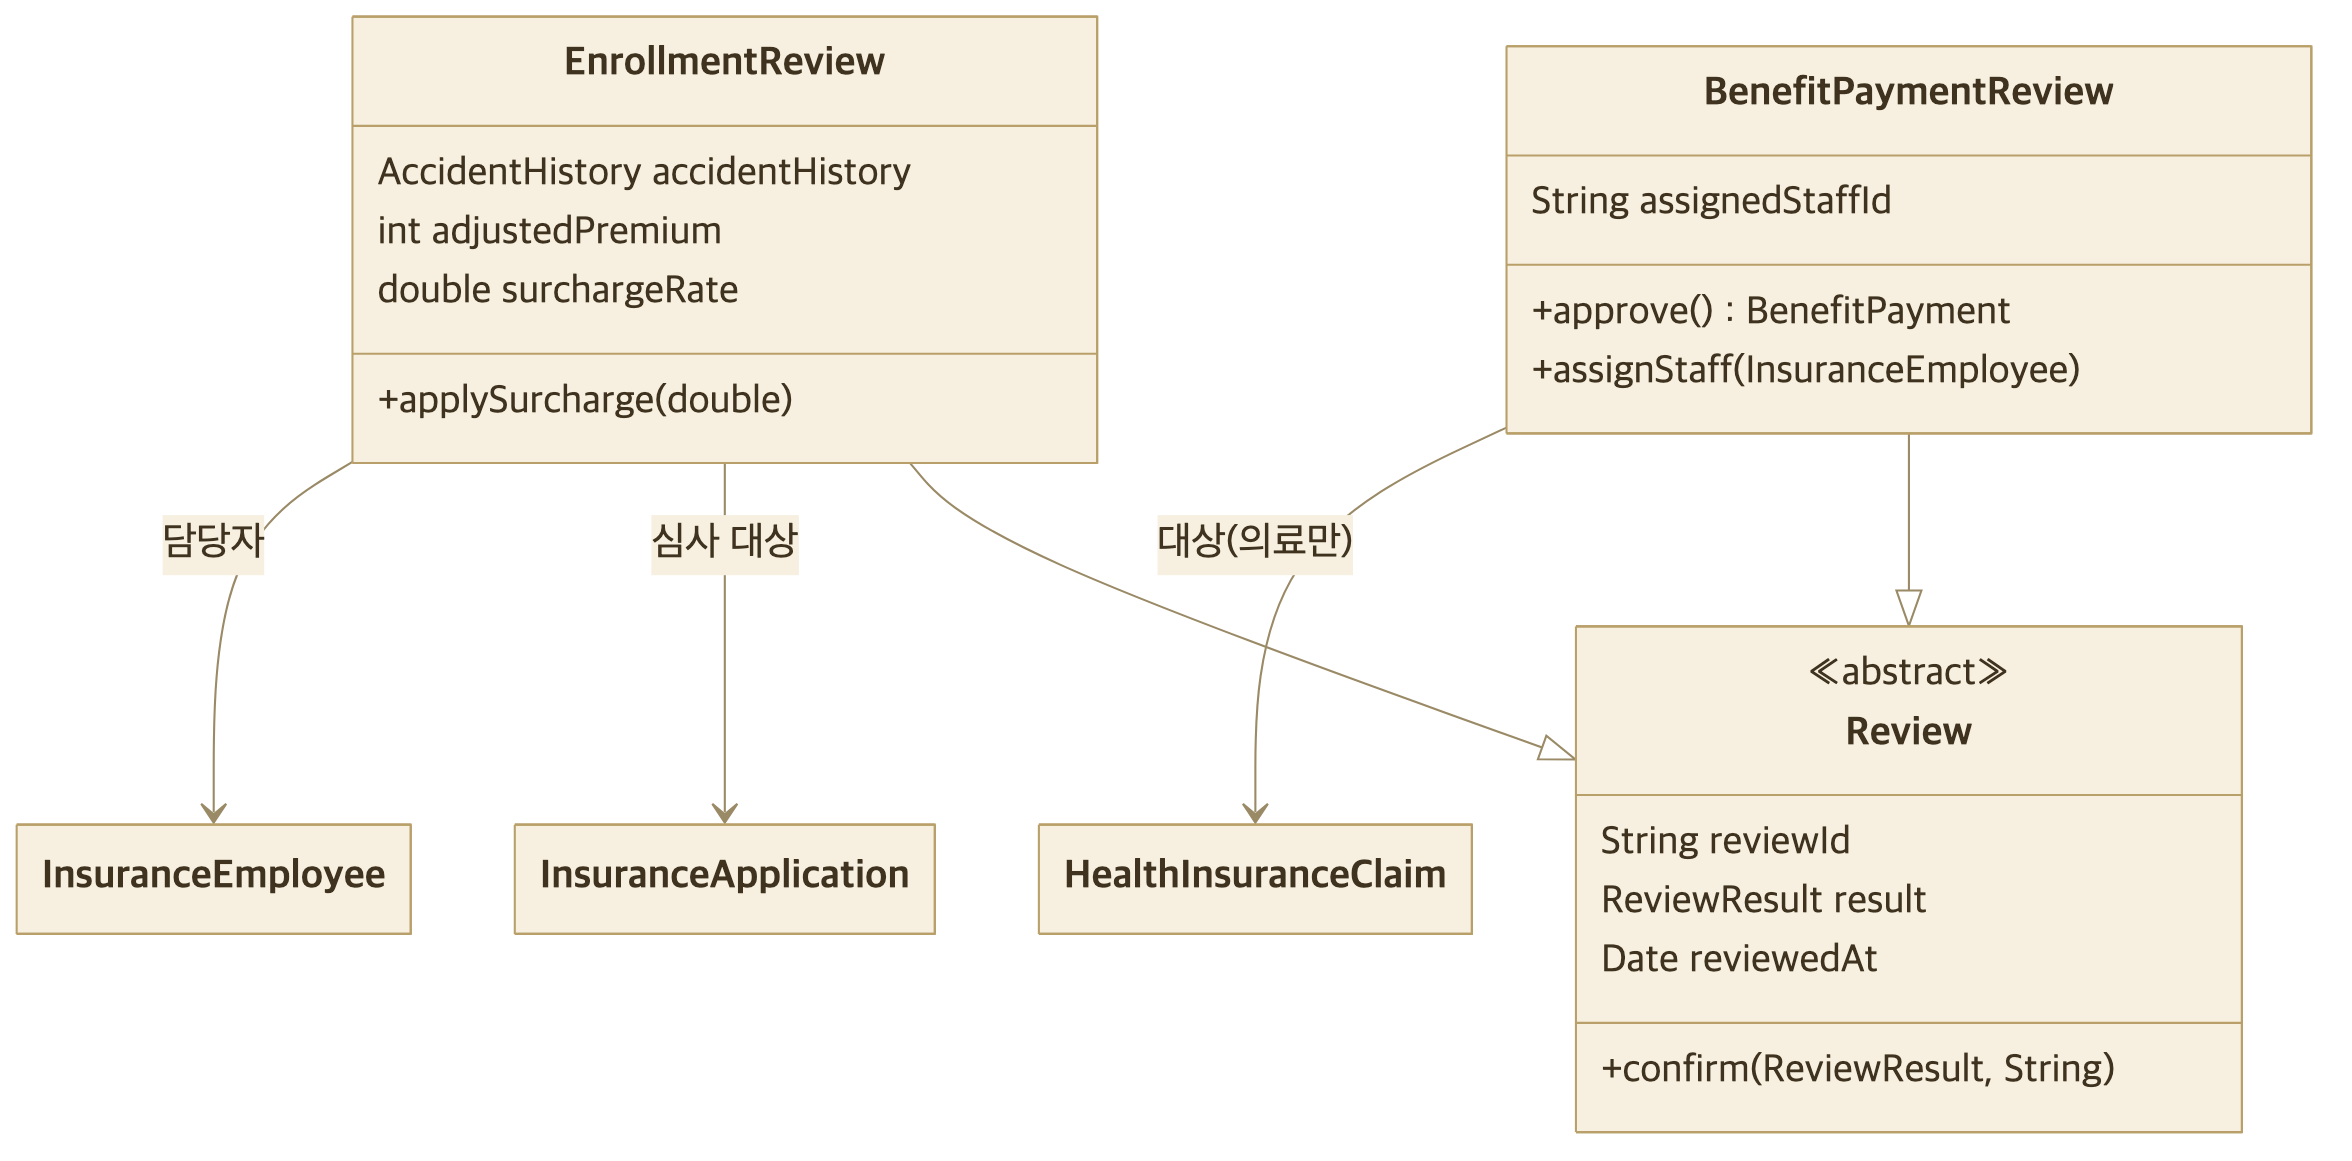 EnrollmentReview
AccidentHistory accidentHistory
int adjustedPremium
double surchargeRate
+applySurcharge(double)
BenefitPaymentReview
String assignedStaffId
+approve() : BenefitPayment
+assignStaff(InsuranceEmployee)
담당자
심사 대상
대상(의료만)
InsuranceEmployee
InsuranceApplication
HealthInsuranceClaim
≪abstract≫
Review
String reviewId
ReviewResult result
Date reviewedAt
+confirm(ReviewResult, String)